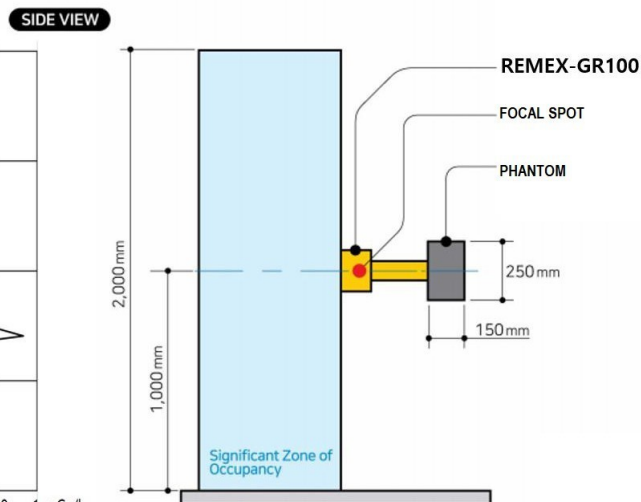 SIDE VIEW
REMEX-GR100
FOCAL SPOT
PHANTOM
2,000mm
250mm
150mm
1,000mm
Significant Zone of
Occupancy